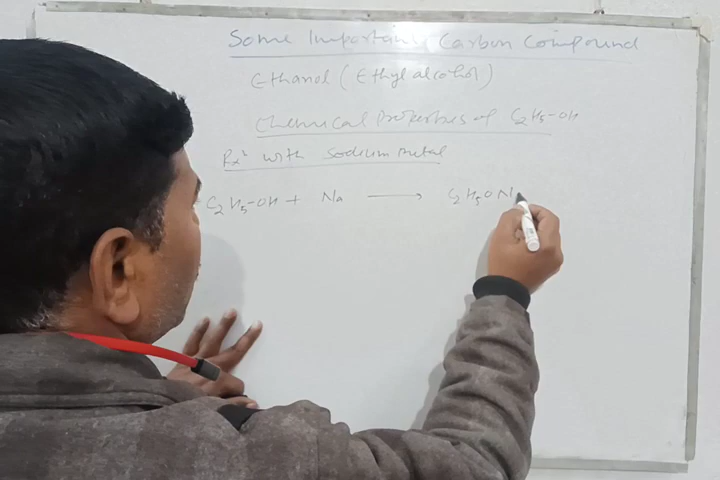 Some Important Carbon Compound
Ethanol (Ethyl alcohol)
Chemical Properties of C2H5-OH
Rxn with Sodium Metal
C2H5-OH + Na ⟶ C2H5ONa